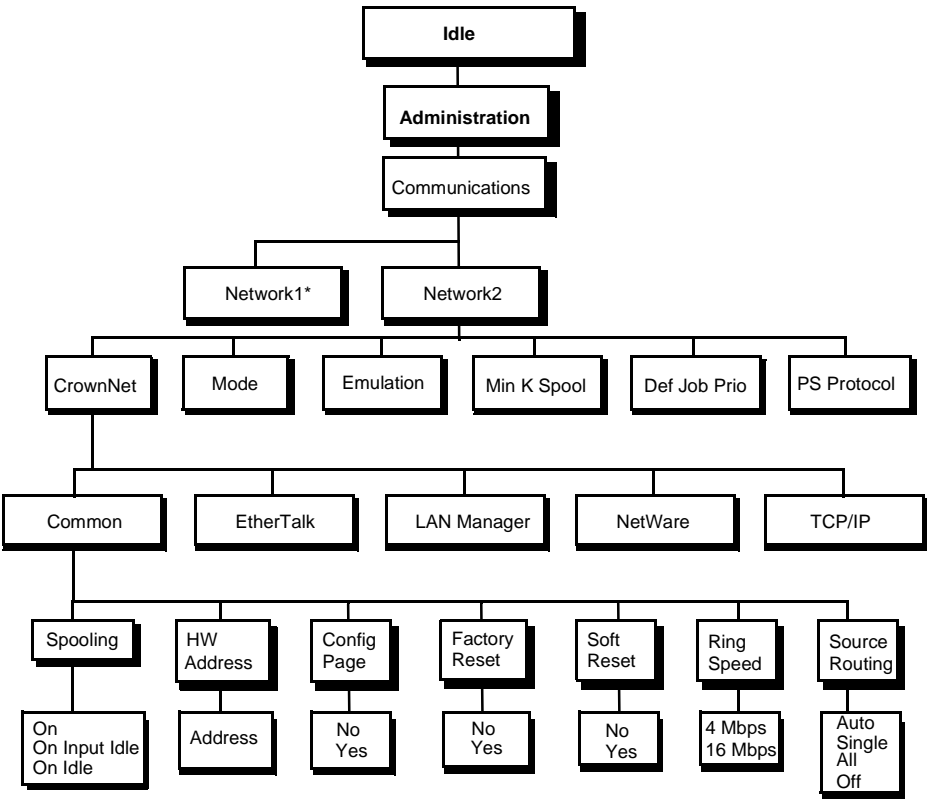 Idle
Administration
Communications
Network1*
Network2
CrownNet
Mode
Emulation
Min K Spool
Def Job Prio
PS Protocol
Common
EtherTalk
LAN Manager
NetWare
TCP/IP
Spooling
HW
Address
Config
Page
Factory
Reset
Soft
Reset
Ring
Speed
Source
Routing
On
On Input Idle
On Idle
Address
No
Yes
No
Yes
No
Yes
4 Mbps
16 Mbps
Auto
Single
All
Off